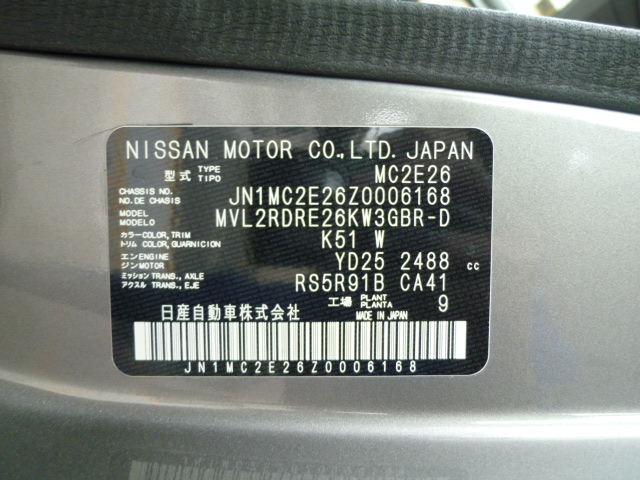 NISSAN MOTOR CO.,LTD. JAPAN
型式 TYPE TIPO MC2E26
CHASSIS NO. NO.DE CHASIS JN1MC2E26Z0006168
MODEL MODELO MVL2RDRE26KW3GBR-D
カラー COLOR, TRIM トリム COLOR, GUARNICION K51 W
エンジン ENGINE MOTOR YD25 2488 cc
ミッション TRANS., AXLE アクスル TRANS., EJE RS5R91B CA41
工場 PLANT PLANTA 9
日産自動車株式会社 MADE IN JAPAN
JN1MC2E26Z0006168